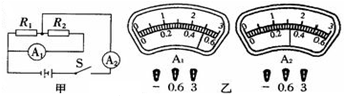 R₁ R₂
A₁ S A₂
甲
0 1 2 3
0 0.2 0.4 0.6
A₁
- 0.6 3
乙
0 1 2 3
0 0.2 0.4 0.6
A₂
- 0.6 3